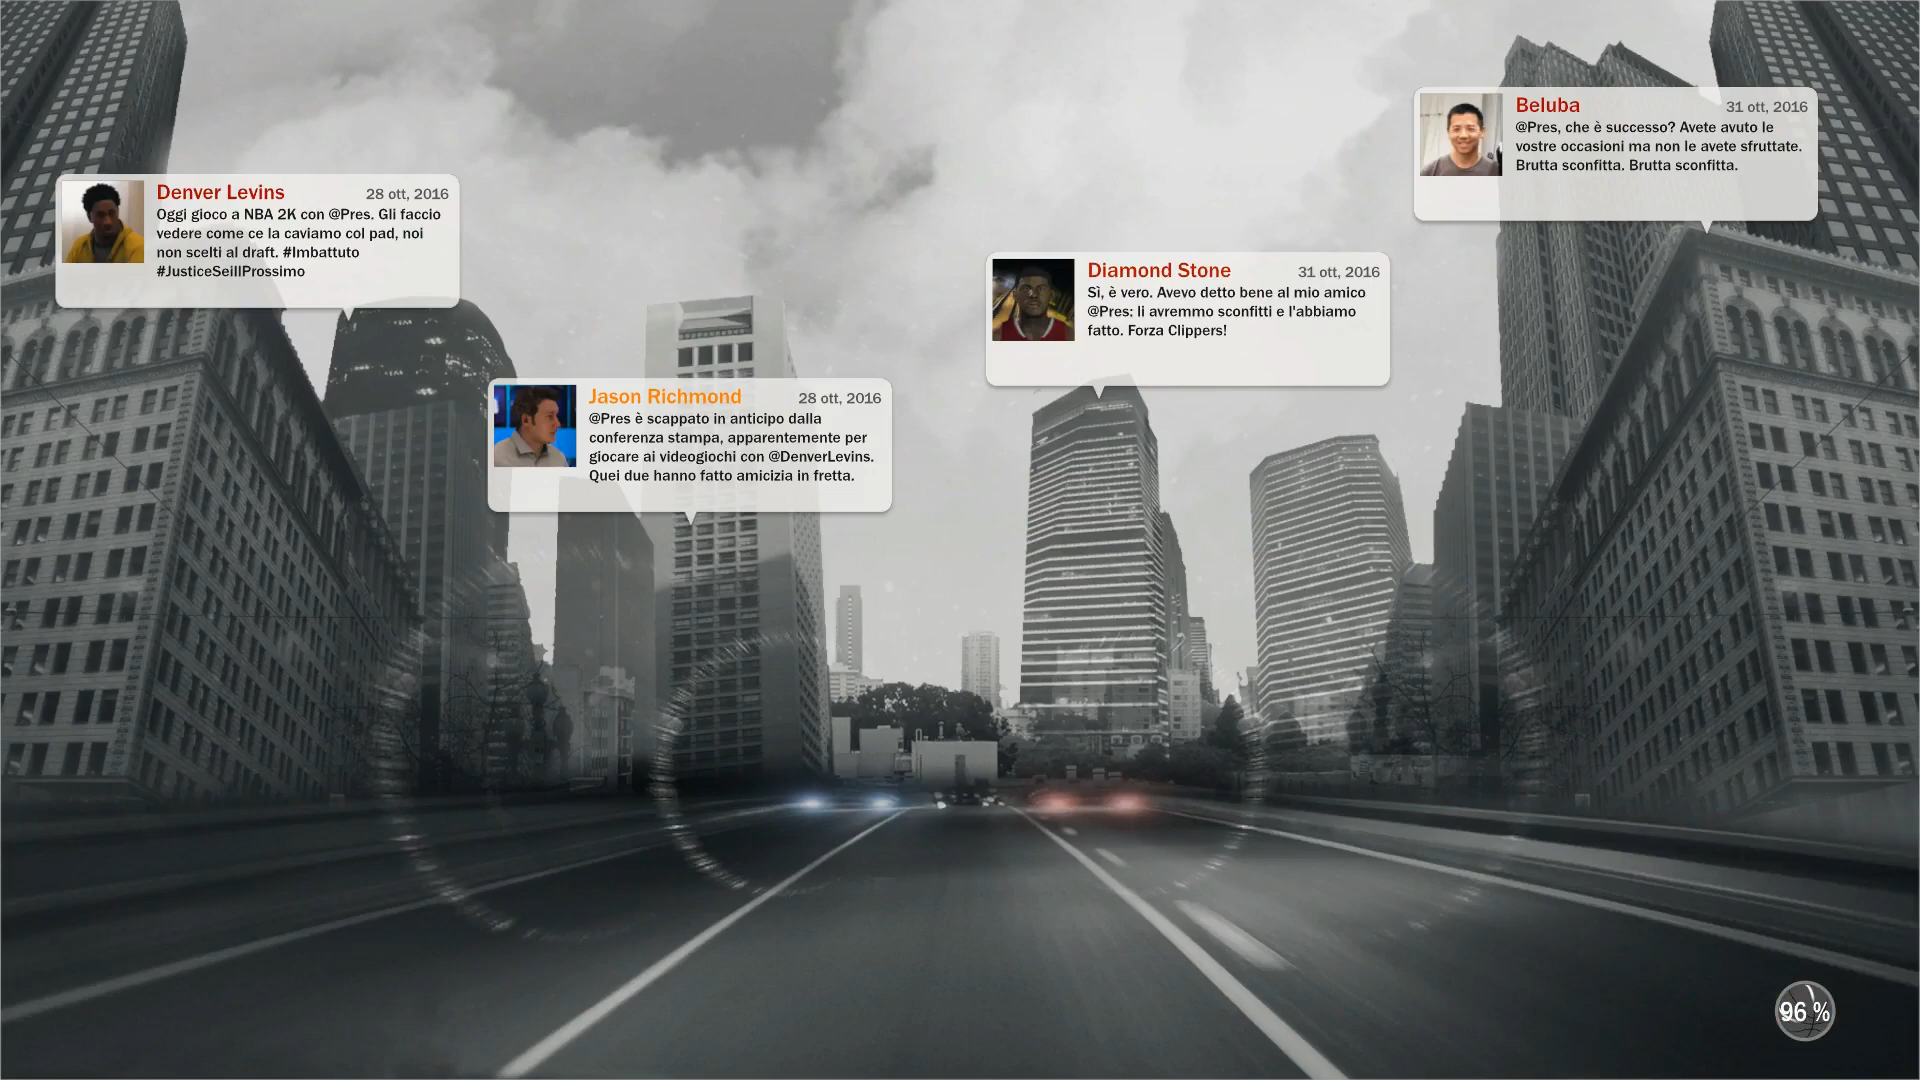 Denver Levins
28 ott, 2016
Oggi gioco a NBA 2K con @Pres. Gli faccio
vedere come ce la caviamo col pad, noi
non scelti al draft. #Imbattuto
#JusticeSeiIlProssimo
Jason Richmond
28 ott, 2016
@Pres è scappato in anticipo dalla
conferenza stampa, apparentemente per
giocare ai videogiochi con @DenverLevins.
Quei due hanno fatto amicizia in fretta.
Diamond Stone
31 ott, 2016
Sì, è vero. Avevo detto bene al mio amico
@Pres: li avremmo sconfitti e l'abbiamo
fatto. Forza Clippers!
Beluba
31 ott, 2016
@Pres, che è successo? Avete avuto le
vostre occasioni ma non le avete sfruttate.
Brutta sconfitta. Brutta sconfitta.
96 %